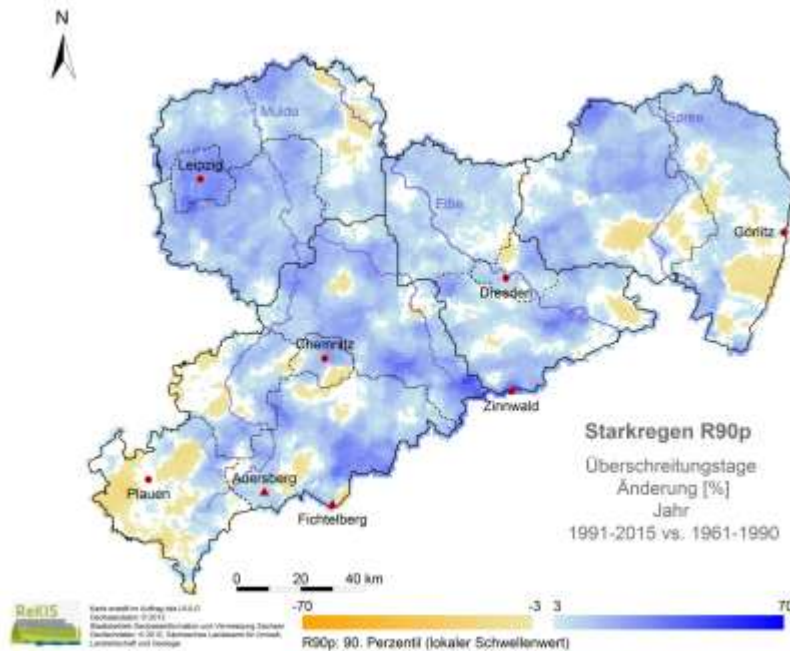 N
Mulde
Spree
Leipzig
Elbe
Görlitz
Dresden
Chemnitz
Zinnwald
Starkregen R90p
Überschreitungstage
Änderung [%]
Jahr
1991-2015 vs. 1961-1990
Plauen
Auersberg
Fichtelberg
0 20 40 km
ReKIS
-70 -3 3 70
R90p: 90. Perzentil (lokaler Schwellenwert)